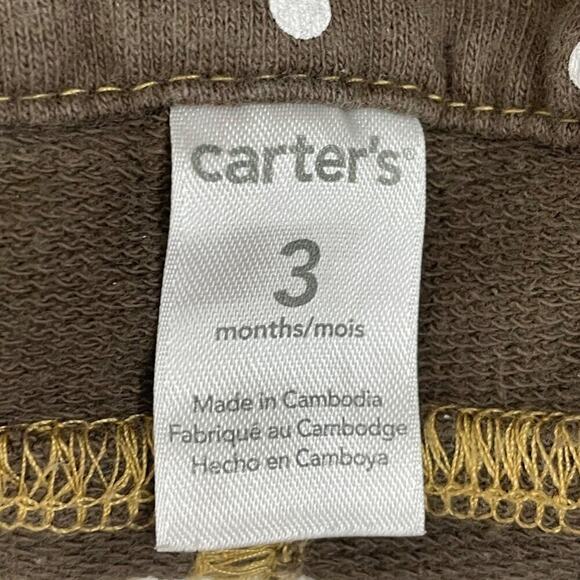 carter's®
3
months/mois
Made in Cambodia
Fabriqué au Cambodge
Hecho en Camboya